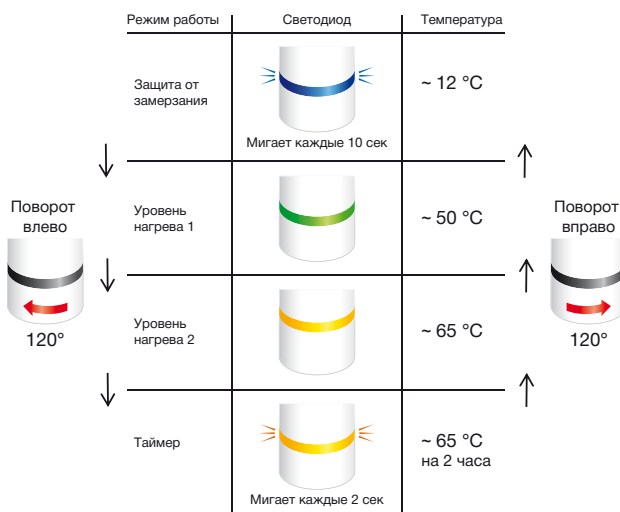 Режим работы
Светодиод
Температура
Защита от
замерзания
~ 12 °C
Мигает каждые 10 сек
Поворот
влево
120°
Уровень
нагрева 1
~ 50 °C
Поворот
вправо
120°
Уровень
нагрева 2
~ 65 °C
Таймер
~ 65 °C
на 2 часа
Мигает каждые 2 сек